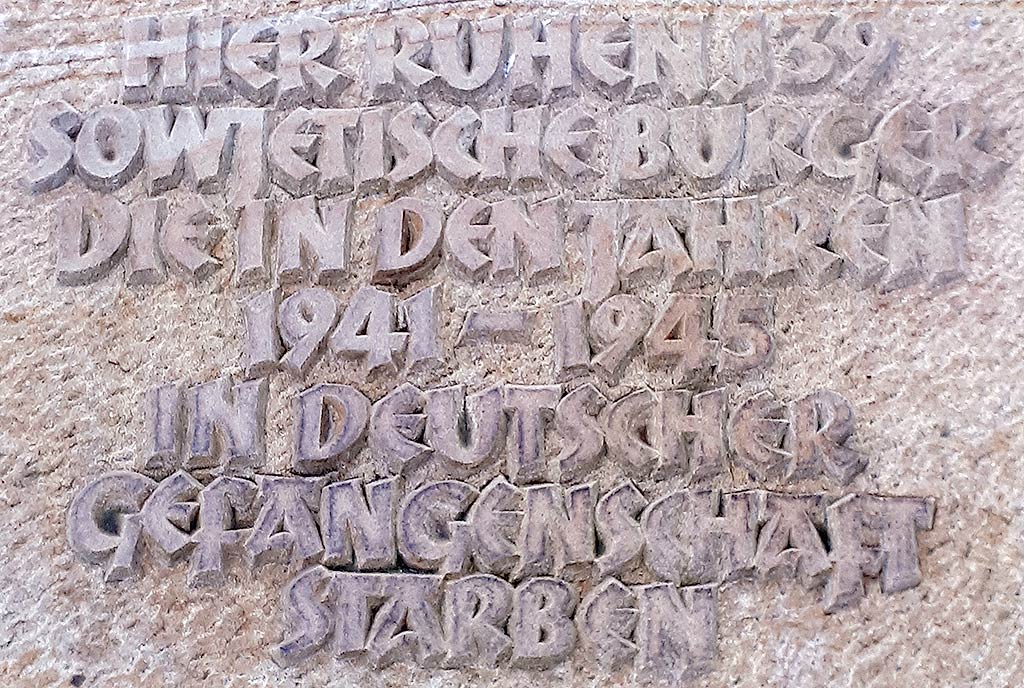 HIER RUHEN 139
SOWJETISCHE BÜRGER
DIE IN DEN JAHREN
1941 – 1945
IN DEUTSCHER
GEFANGENSCHAFT
STARBEN